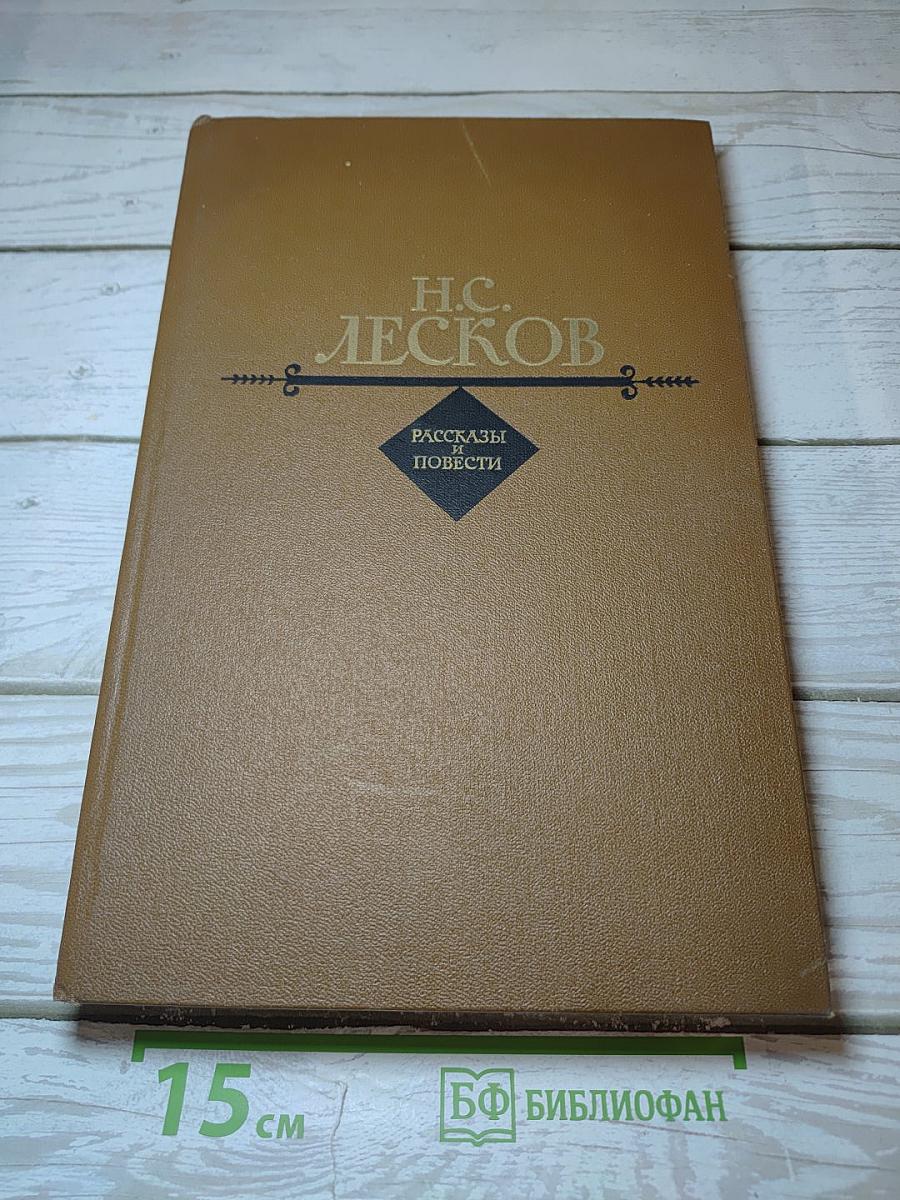 Н.С.
ЛЕСКОВ
РАССКАЗЫ
И
ПОВЕСТИ
15 см
БФ БИБЛИОФАН